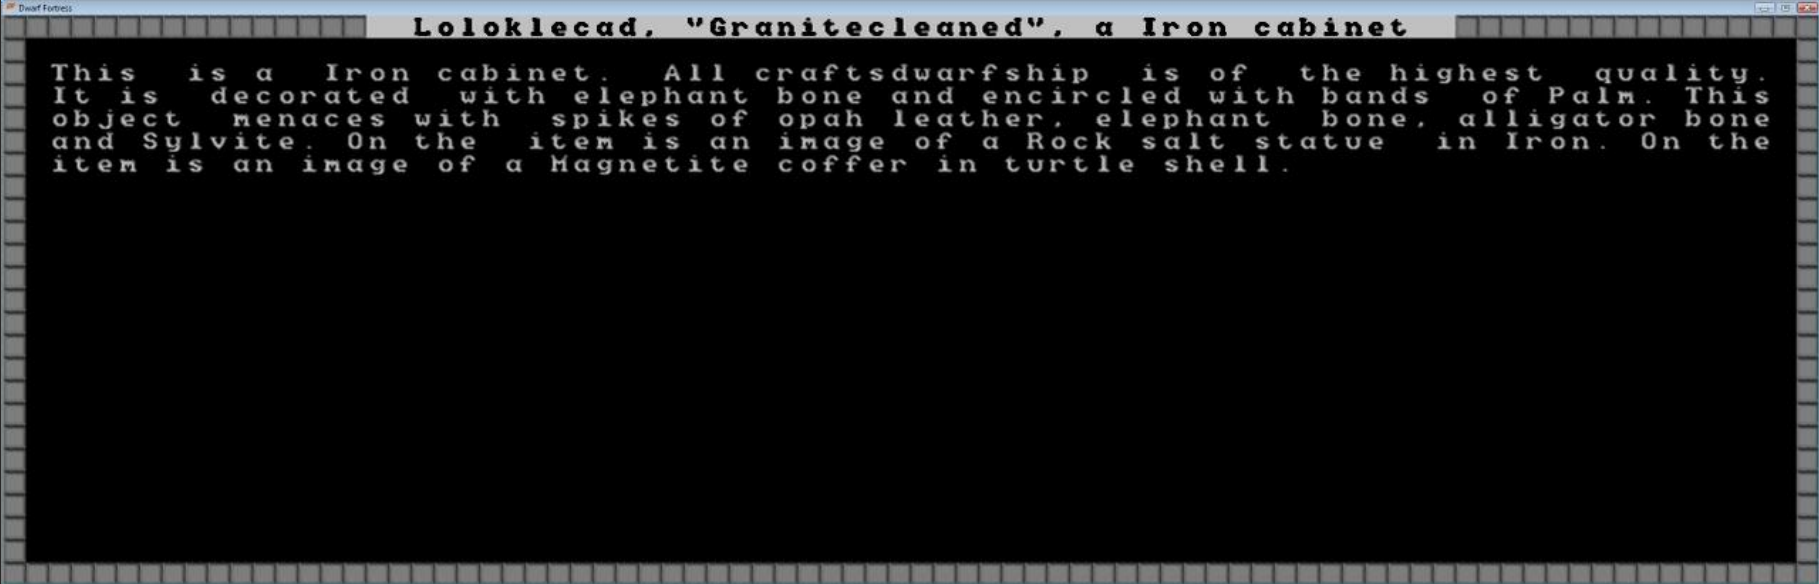 Dwarf Fortress
Loloklecad, "Granitecleaned", a Iron cabinet
This is a Iron cabinet. All craftsdwarfship is of the highest quality.
It is decorated with elephant bone and encircled with bands of Palm. This
object menaces with spikes of opah leather, elephant bone, alligator bone
and Sylvite. On the item is an image of a Rock salt statue in Iron. On the
item is an image of a Magnetite coffer in turtle shell.